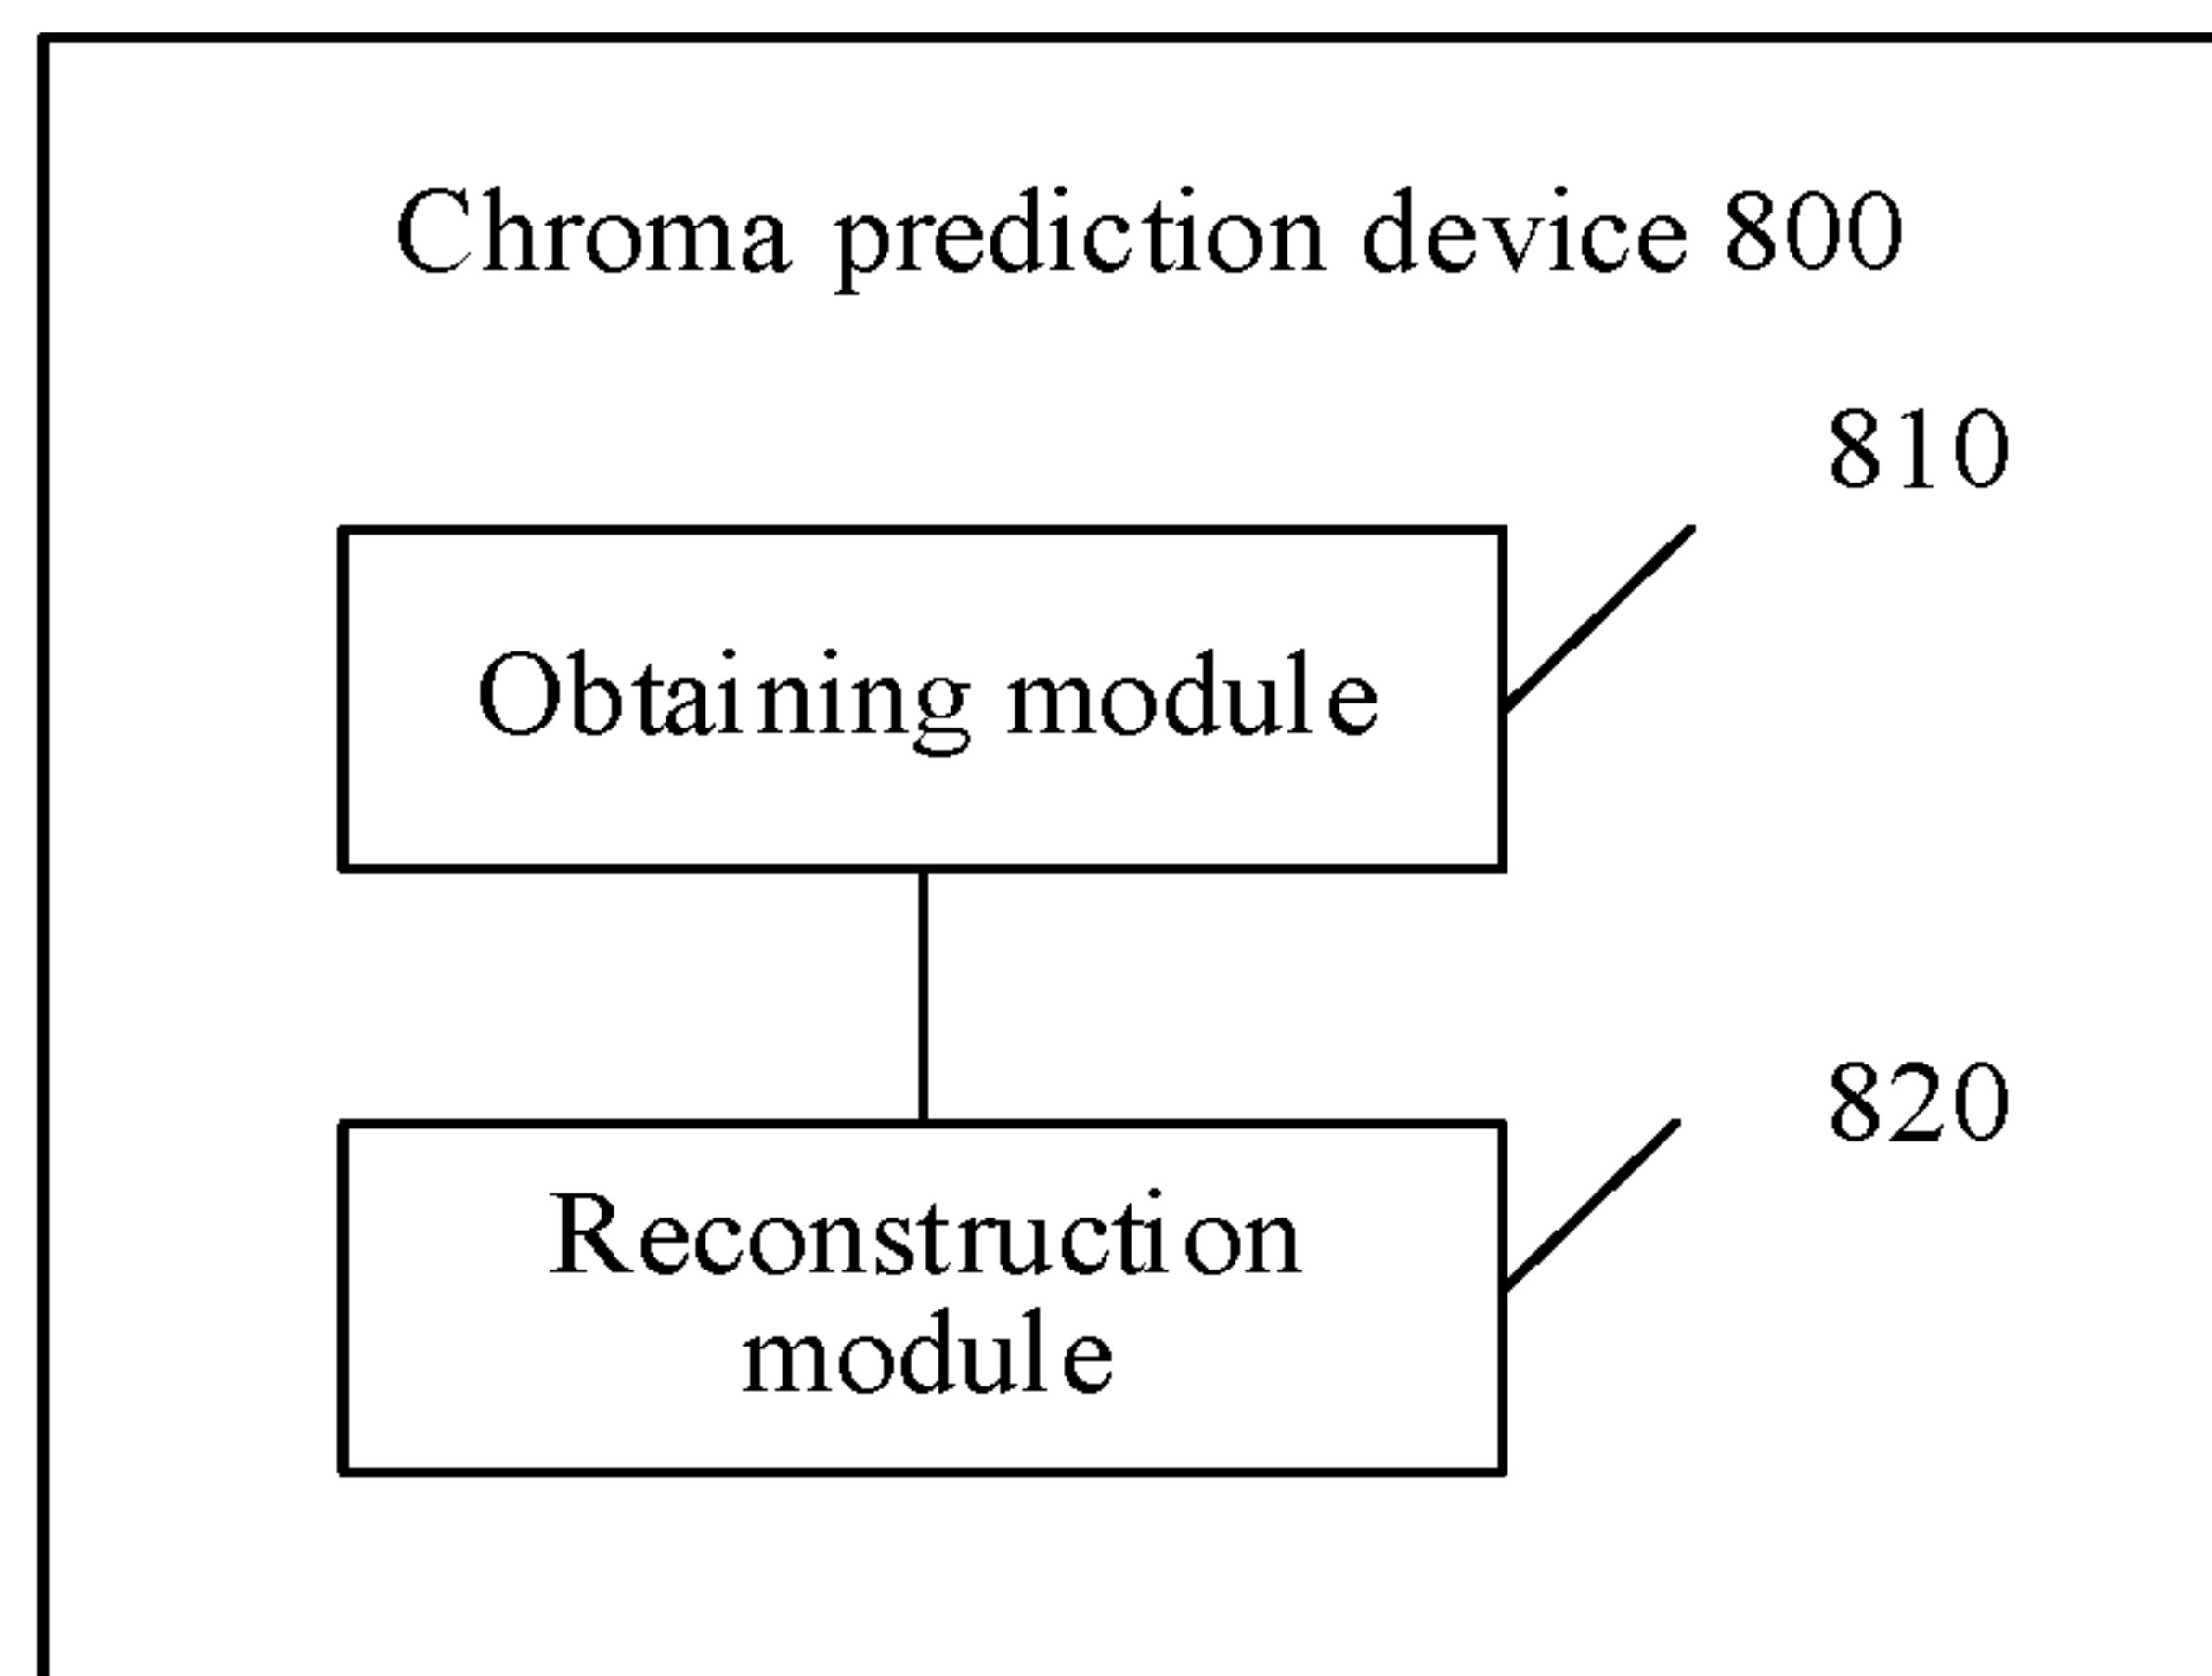 Chroma prediction device 800
810
Obtaining module
820
Reconstruction
module